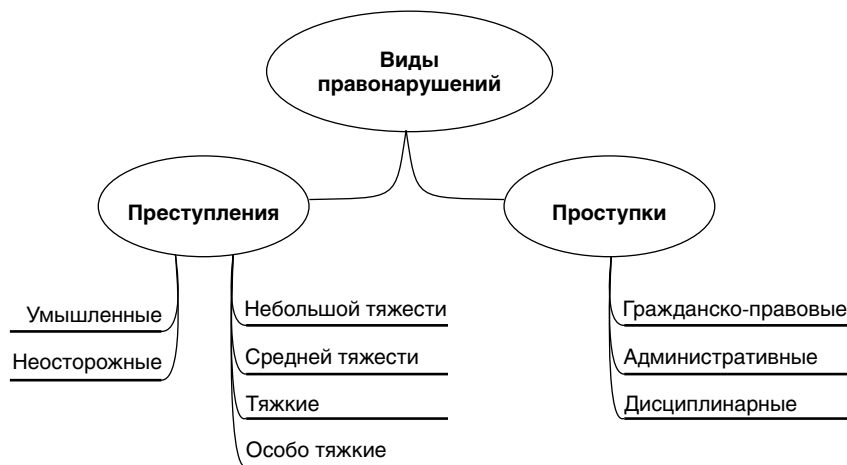 Виды
правонарушений
Преступления
Проступки
Умышленные
Неосторожные
Небольшой тяжести
Средней тяжести
Тяжкие
Особо тяжкие
Гражданско-правовые
Административные
Дисциплинарные